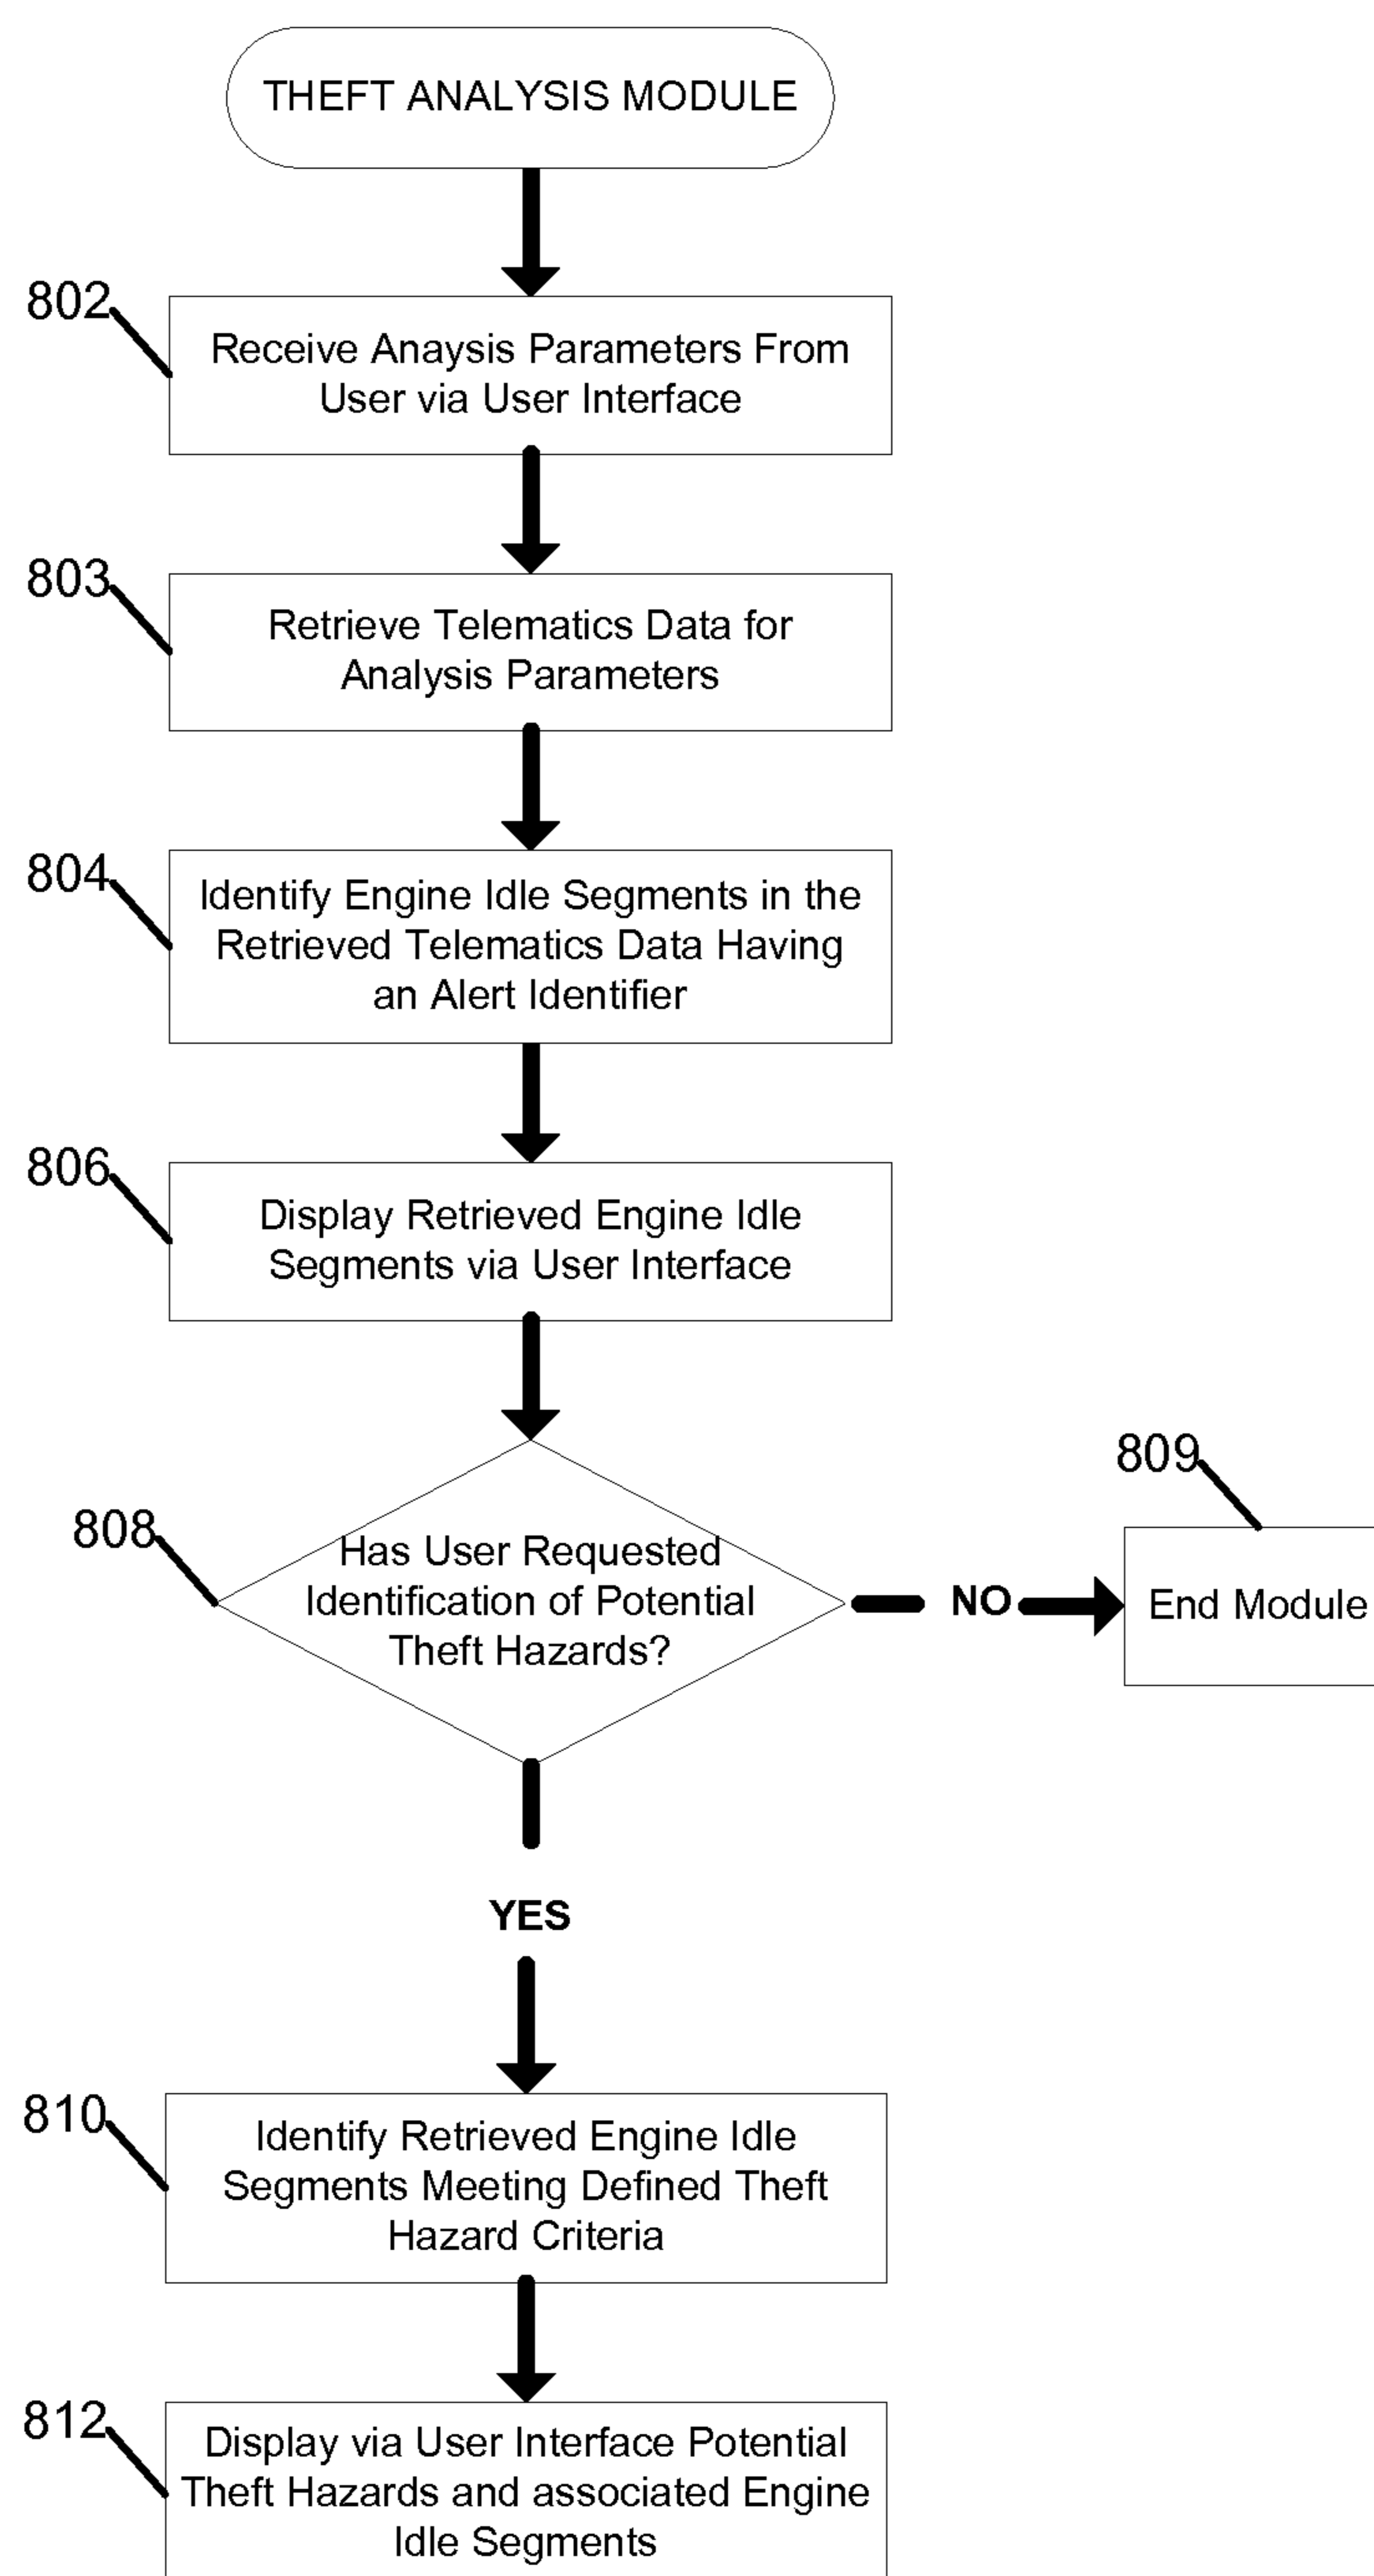 THEFT ANALYSIS MODULE
802
Receive Anaysis Parameters From
User via User Interface
803
Retrieve Telematics Data for
Analysis Parameters
804
Identify Engine Idle Segments in the
Retrieved Telematics Data Having
an Alert Identifier
806
Display Retrieved Engine Idle
Segments via User Interface
808
Has User Requested
Identification of Potential
Theft Hazards?
NO
809
End Module
YES
810
Identify Retrieved Engine Idle
Segments Meeting Defined Theft
Hazard Criteria
812
Display via User Interface Potential
Theft Hazards and associated Engine
Idle Segments